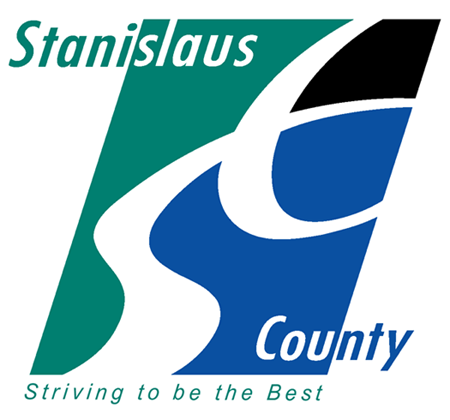 Stanislaus
County
Striving to be the Best